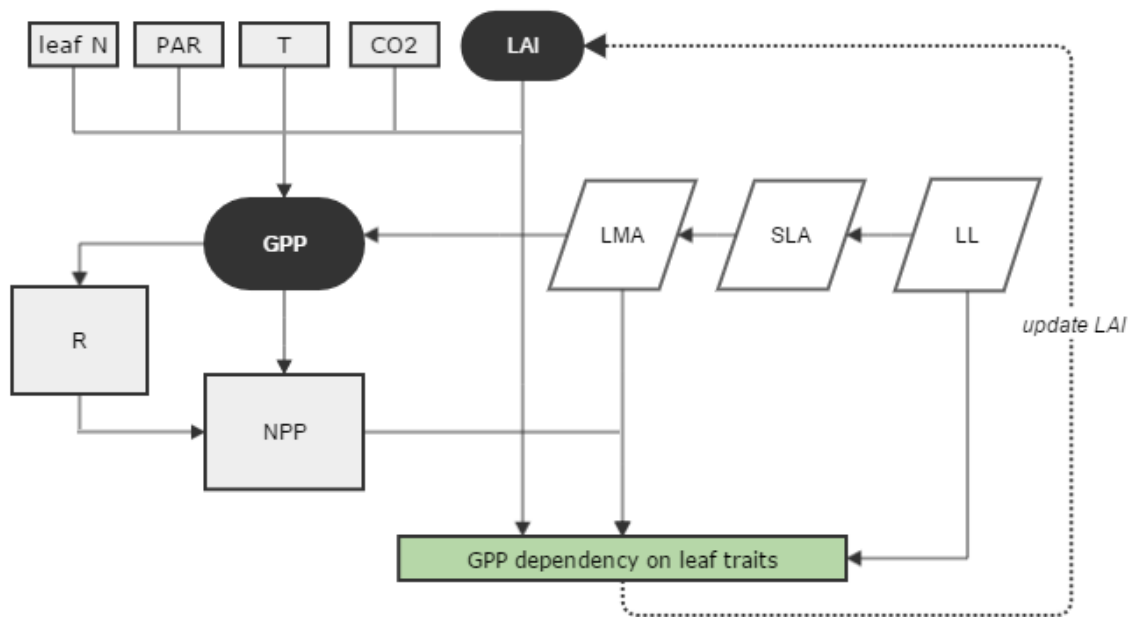 leaf N
PAR
T
CO2
LAI
GPP
LMA
SLA
LL
R
update LAI
NPP
GPP dependency on leaf traits